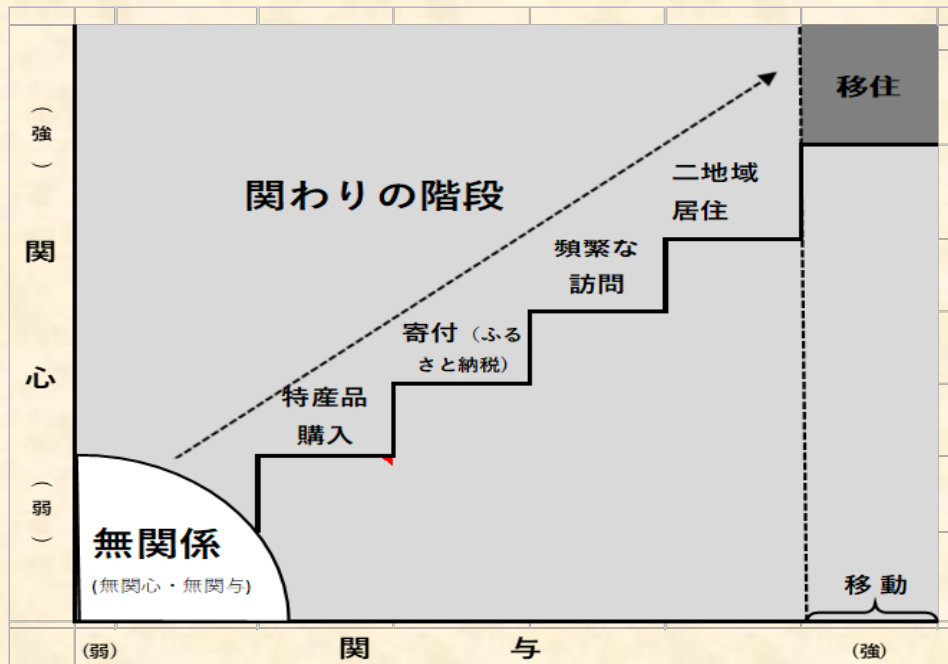 （強）
関心
（弱）
関わりの階段
移住
二地域
居住
頻繁な
訪問
寄付（ふる
さと納税）
特産品
購入
無関係
(無関心・無関与)
移動
(弱)
関与
(強)